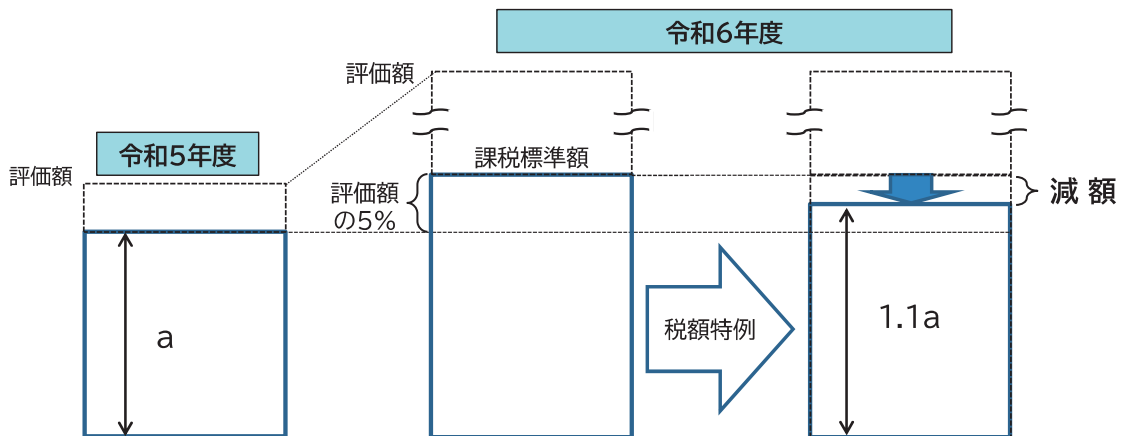 令和6年度
評価額
令和5年度
評価額
課税標準額
評価額
の5%
減額
a
税額特例
1.1a